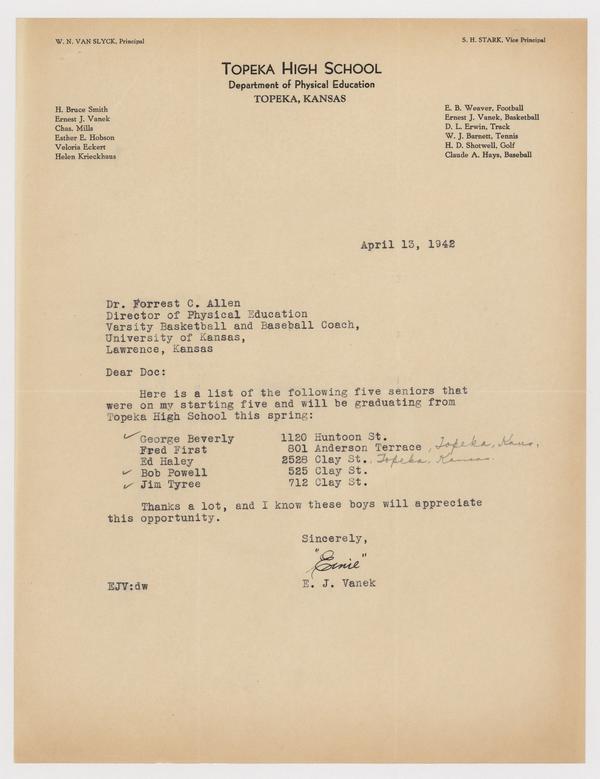 W. N. VAN SLYCK, Principal
S. H. STARK, Vice Principal
TOPEKA HIGH SCHOOL
Department of Physical Education
TOPEKA, KANSAS
H. Bruce Smith
Ernest J. Vanek
Chas. Mills
Esther E. Hobson
Veloria Eckert
Helen Krieckhaus
E. B. Weaver, Football
Ernest J. Vanek, Basketball
D. L. Erwin, Track
W. J. Barnett, Tennis
H. D. Shotwell, Golf
Claude A. Hays, Baseball
April 13, 1942
Dr. Forrest C. Allen
Director of Physical Education
Varsity Basketball and Baseball Coach,
University of Kansas,
Lawrence, Kansas
Dear Doc:
Here is a list of the following five seniors that
were on my starting five and will be graduating from
Topeka High School this spring:
✓ George Beverly 1120 Huntoon St.
Fred First 801 Anderson Terrace, Topeka, Kans.
Ed Haley 2528 Clay St., Topeka, Kansas.
✓ Bob Powell 525 Clay St.
✓ Jim Tyree 712 Clay St.
Thanks a lot, and I know these boys will appreciate
this opportunity.
Sincerely,
"Ernie"
EJV:dw E. J. Vanek